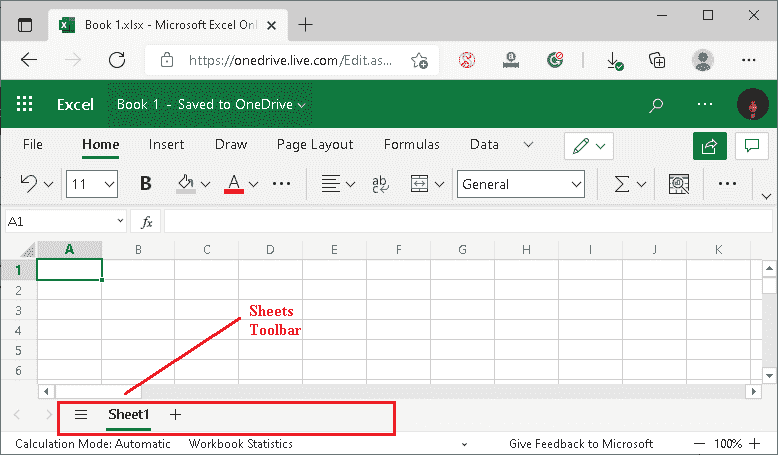 Book 1.xlsx - Microsoft Excel Onl
https://onedrive.live.com/Edit.as...
Excel Book 1 - Saved to OneDrive
File Home Insert Draw Page Layout Formulas Data
11 B A ab c General Σ
A1 fx
A B C D E F G H I J K
1
2
3
4
5
6
Sheets
Toolbar
Sheet1
Calculation Mode: Automatic Workbook Statistics Give Feedback to Microsoft 100%